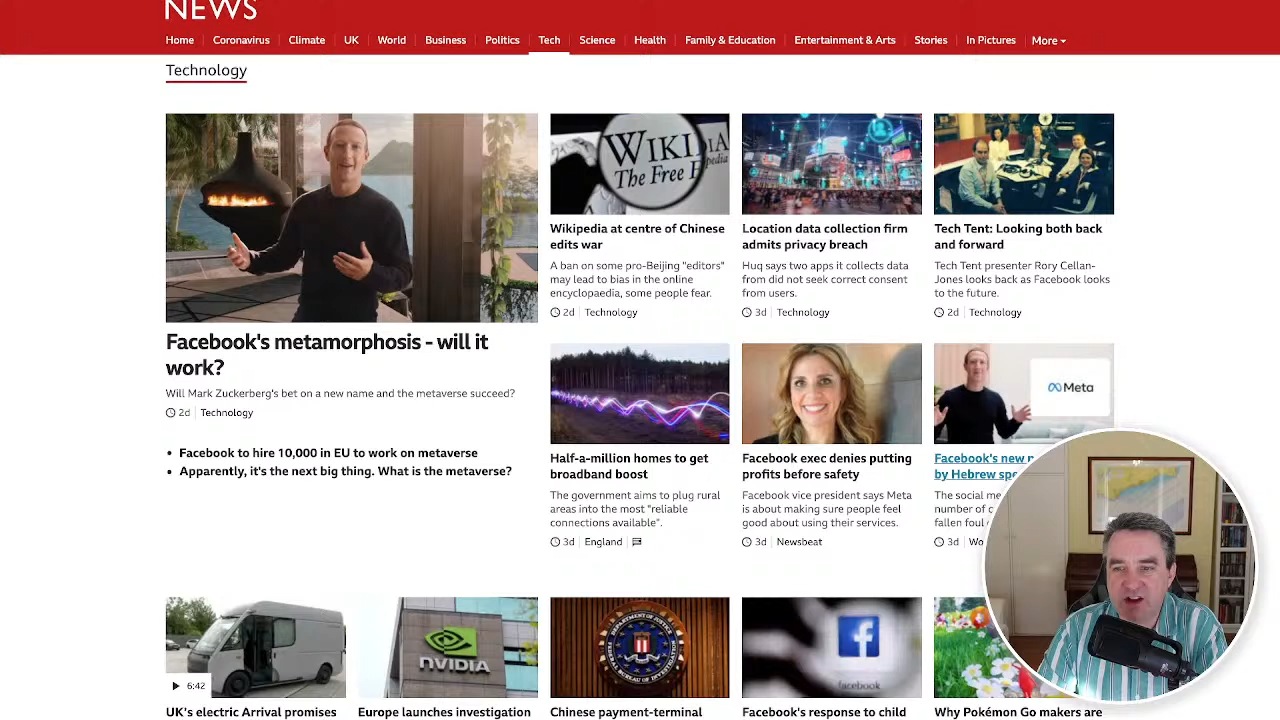 NEWS
Home
Coronavirus
Climate
UK
World
Business
Politics
Tech
Science
Health
Family & Education
Entertainment & Arts
Stories
In Pictures
More
Technology
Facebook's metamorphosis - will it
work?
Will Mark Zuckerberg's bet on a new name and the metaverse succeed?
2d Technology
Facebook to hire 10,000 in EU to work on metaverse
Apparently, it's the next big thing. What is the metaverse?
WIKI IA
The Free pedia
Wikipedia at centre of Chinese
edits war
A ban on some pro-Beijing "editors"
may lead to bias in the online
encyclopaedia, some people fear.
2d Technology
Location data collection firm
admits privacy breach
Huq says two apps it collects data
from did not seek correct consent
from users.
3d Technology
Tech Tent: Looking both back
and forward
Tech Tent presenter Rory Cellan-
Jones looks back as Facebook looks
to the future.
2d Technology
Half-a-million homes to get
broadband boost
The government aims to plug rural
areas into the most "reliable
connections available".
3d England
Facebook exec denies putting
profits before safety
Facebook vice president says Meta
is about making sure people feel
good about using their services.
3d Newsbeat
Meta
Facebook's new
by Hebrew
The social
number of
fallen foul
3d
6:42
UK's electric Arrival promises
NVIDIA
Europe launches investigation
DEPARTMENT OF JUSTICE
Chinese payment-terminal
facebook
Facebook's response to child
Why Pokémon Go makers are